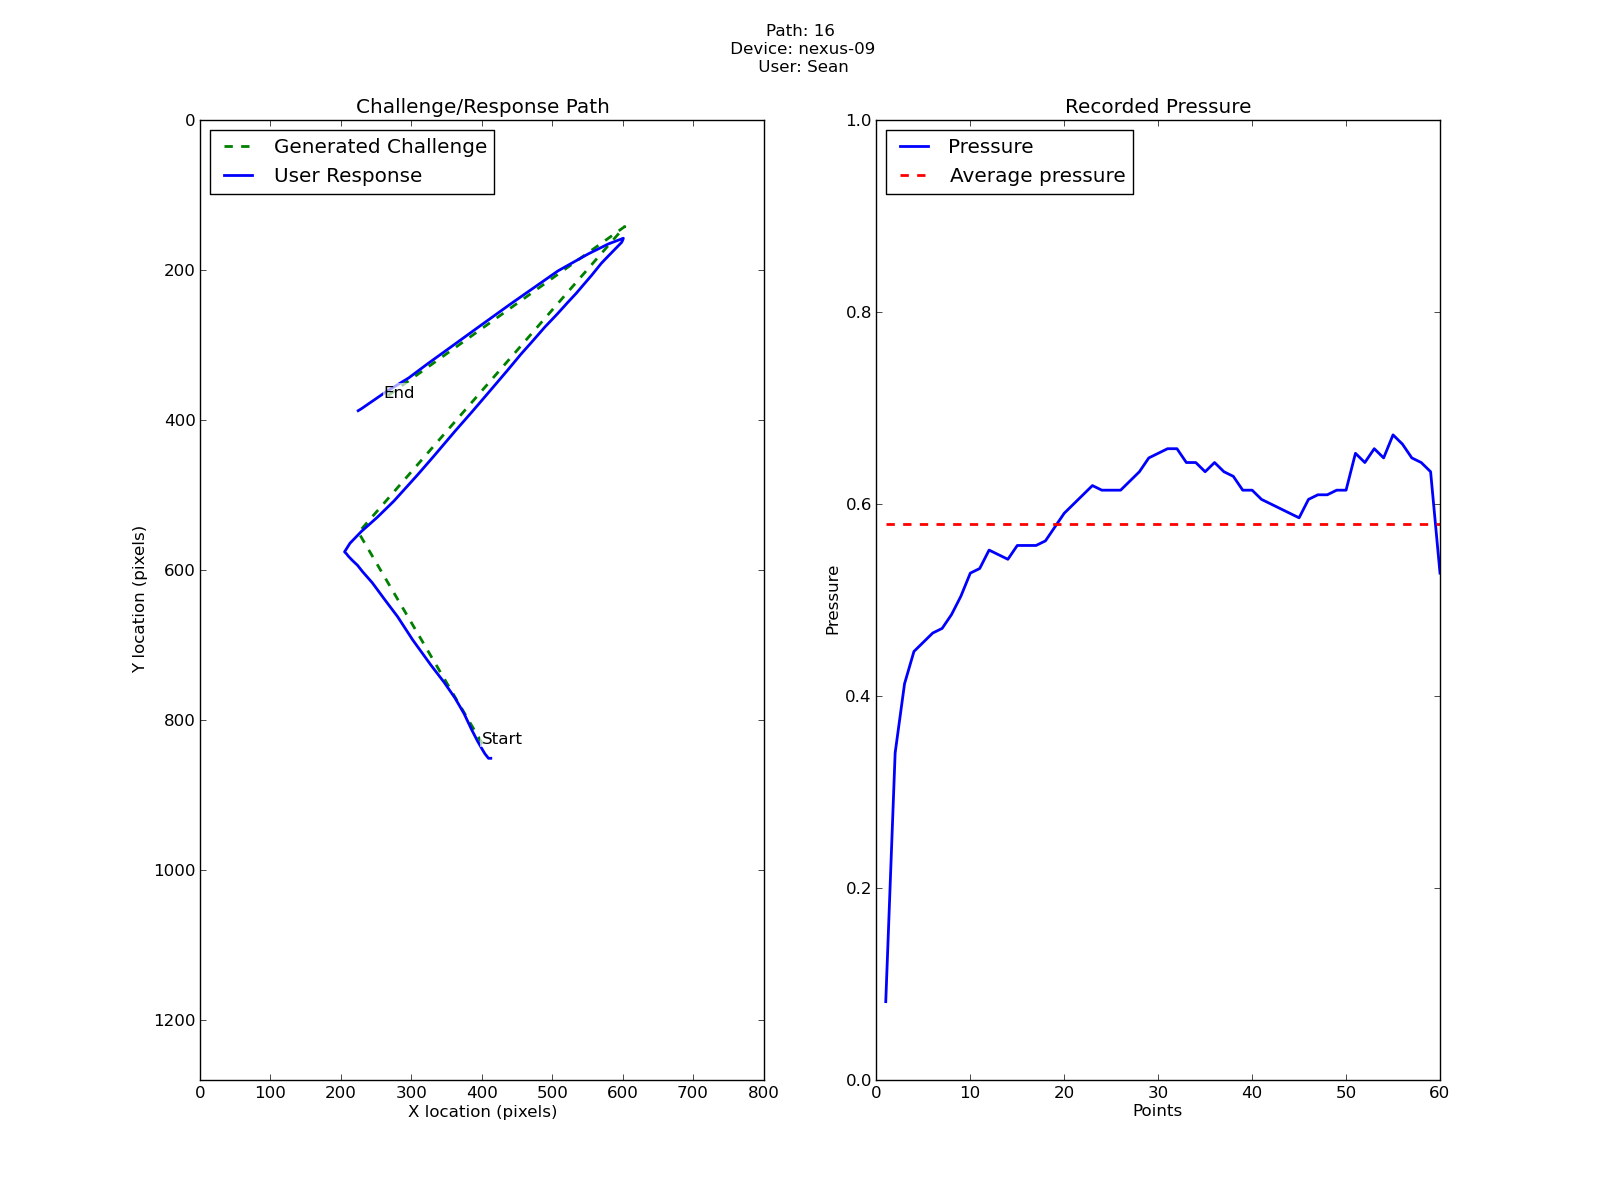 Path: 16
Device: nexus-09
User: Sean
Challenge/Response Path
Generated Challenge
User Response
0
200
400
600
800
1000
1200
Y location (pixels)
End
Start
0 100 200 300 400 500 600 700 800
X location (pixels)
Recorded Pressure
Pressure
Average pressure
1.0
0.8
0.6
0.4
0.2
0.0
Pressure
0 10 20 30 40 50 60
Points